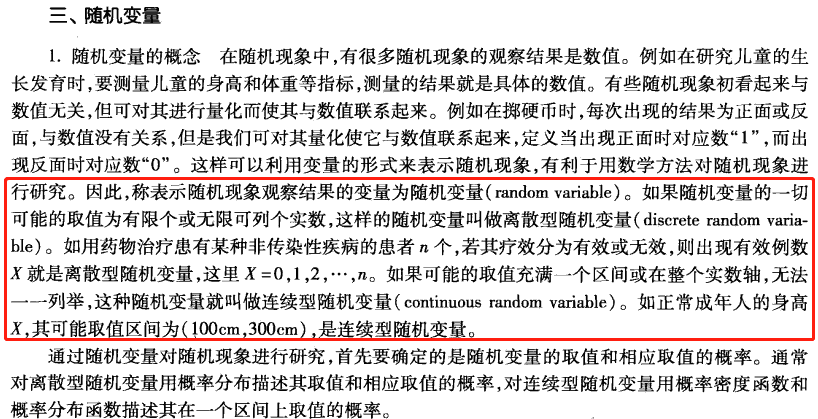 三、随机变量
1. 随机变量的概念　在随机现象中,有很多随机现象的观察结果是数值。例如在研究儿童的生
长发育时,要测量儿童的身高和体重等指标,测量的结果就是具体的数值。有些随机现象初看起来与
数值无关,但可对其进行量化而使其与数值联系起来。例如在掷硬币时,每次出现的结果为正面或反
面,与数值没有关系,但是我们可对其量化使它与数值联系起来,定义当出现正面时对应数“1”,而出
现反面时对应数“0”。这样可以利用变量的形式来表示随机现象,有利于用数学方法对随机现象进
行研究。因此,称表示随机现象观察结果的变量为随机变量(random variable)。如果随机变量的一切
可能的取值为有限个或无限可列个实数,这样的随机变量叫做离散型随机变量(discrete random varia-
ble)。如用药物治疗患有某种非传染性疾病的患者 n 个,若其疗效分为有效或无效,则出现有效例数
X 就是离散型随机变量,这里 X=0,1,2,⋯,n。如果可能的取值充满一个区间或在整个实数轴,无法
一一列举,这种随机变量就叫做连续型随机变量(continuous random variable)。如正常成年人的身高
X,其可能取值区间为(100cm,300cm),是连续型随机变量。
通过随机变量对随机现象进行研究,首先要确定的是随机变量的取值和相应取值的概率。通常
对离散型随机变量用概率分布描述其取值和相应取值的概率,对连续型随机变量用概率密度函数和
概率分布函数描述其在一个区间上取值的概率。